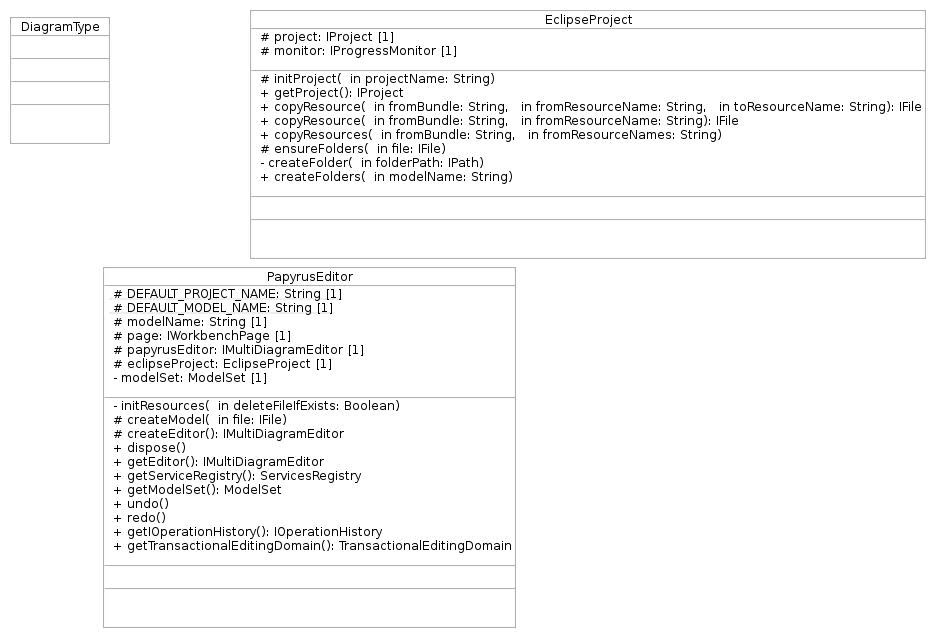 DiagramType
EclipseProject
# project: IProject [1]
# monitor: IProgressMonitor [1]
# initProject(  in projectName: String)
+ getProject(): IProject
+ copyResource(  in fromBundle: String,   in fromResourceName: String,   in toResourceName: String): IFile
+ copyResource(  in fromBundle: String,   in fromResourceName: String): IFile
+ copyResources(  in fromBundle: String,   in fromResourceNames: String)
# ensureFolders(  in file: IFile)
- createFolder(  in folderPath: IPath)
+ createFolders(  in modelName: String)
PapyrusEditor
# DEFAULT_PROJECT_NAME: String [1]
# DEFAULT_MODEL_NAME: String [1]
# modelName: String [1]
# page: IWorkbenchPage [1]
# papyrusEditor: IMultiDiagramEditor [1]
# eclipseProject: EclipseProject [1]
- modelSet: ModelSet [1]
- initResources(  in deleteFileIfExists: Boolean)
# createModel(  in file: IFile)
# createEditor(): IMultiDiagramEditor
+ dispose()
+ getEditor(): IMultiDiagramEditor
+ getServiceRegistry(): ServicesRegistry
+ getModelSet(): ModelSet
+ undo()
+ redo()
+ getIOperationHistory(): IOperationHistory
+ getTransactionalEditingDomain(): TransactionalEditingDomain